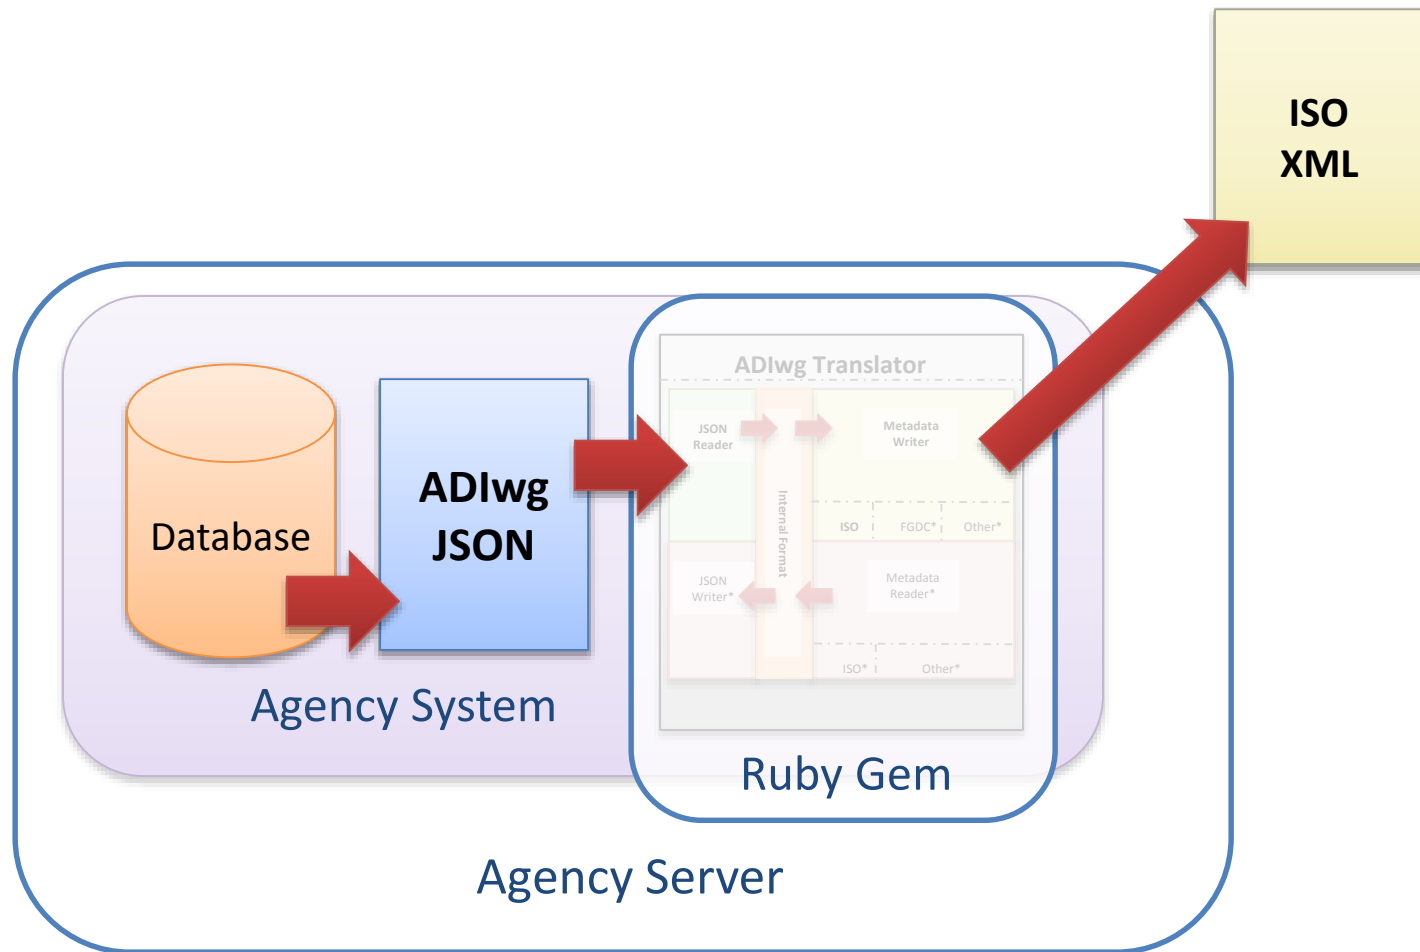 ISO
XML
ADIwg Translator
JSON
Reader
Metadata
Writer
Internal Format
ISO
FGDC*
Other*
JSON
Writer*
Metadata
Reader*
ISO*
Other*
Database
ADIwg
JSON
Agency System
Ruby Gem
Agency Server